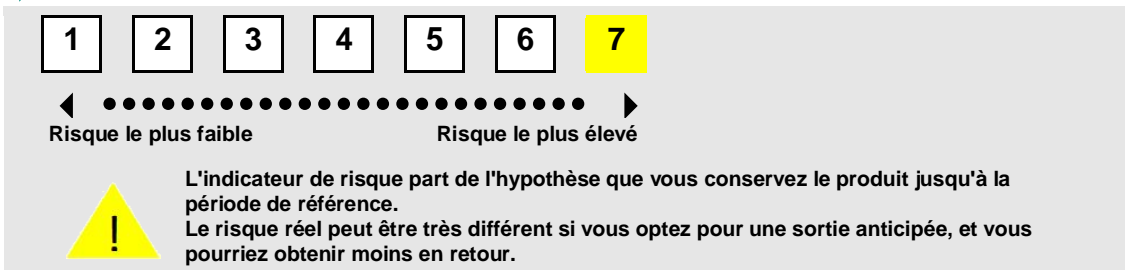 1 2 3 4 5 6 7
Risque le plus faible Risque le plus élevé
L'indicateur de risque part de l'hypothèse que vous conservez le produit jusqu'à la
période de référence.
Le risque réel peut être très différent si vous optez pour une sortie anticipée, et vous
pourriez obtenir moins en retour.
!